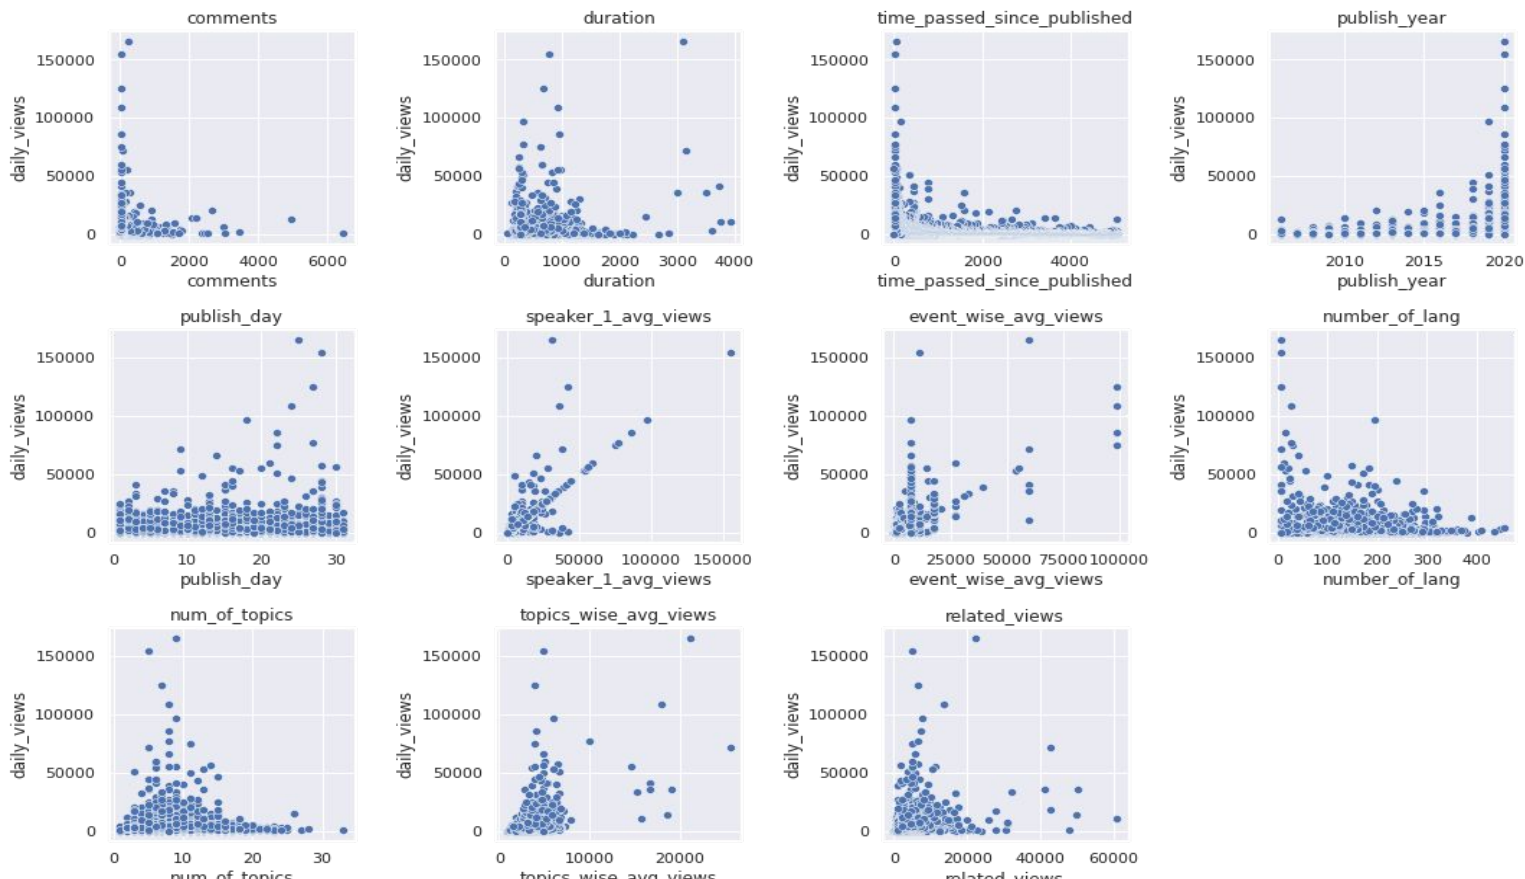 comments
150000
100000
50000
0
daily_views
0 2000 4000 6000
comments
duration
150000
100000
50000
0
daily_views
0 1000 2000 3000 4000
duration
time_passed_since_published
150000
100000
50000
0
daily_views
0 2000 4000
time_passed_since_published
publish_year
150000
100000
50000
0
daily_views
2010 2015 2020
publish_year
publish_day
150000
100000
50000
0
daily_views
0 10 20 30
publish_day
speaker_1_avg_views
150000
100000
50000
0
daily_views
0 50000 100000 150000
speaker_1_avg_views
event_wise_avg_views
150000
100000
50000
0
daily_views
0 25000 50000 75000 100000
event_wise_avg_views
number_of_lang
150000
100000
50000
0
daily_views
0 100 200 300 400
number_of_lang
num_of_topics
150000
100000
50000
0
daily_views
0 10 20 30
num_of_topics
topics_wise_avg_views
150000
100000
50000
0
daily_views
0 10000 20000
topics_wise_avg_views
related_views
150000
100000
50000
0
daily_views
0 20000 40000 60000
related_views